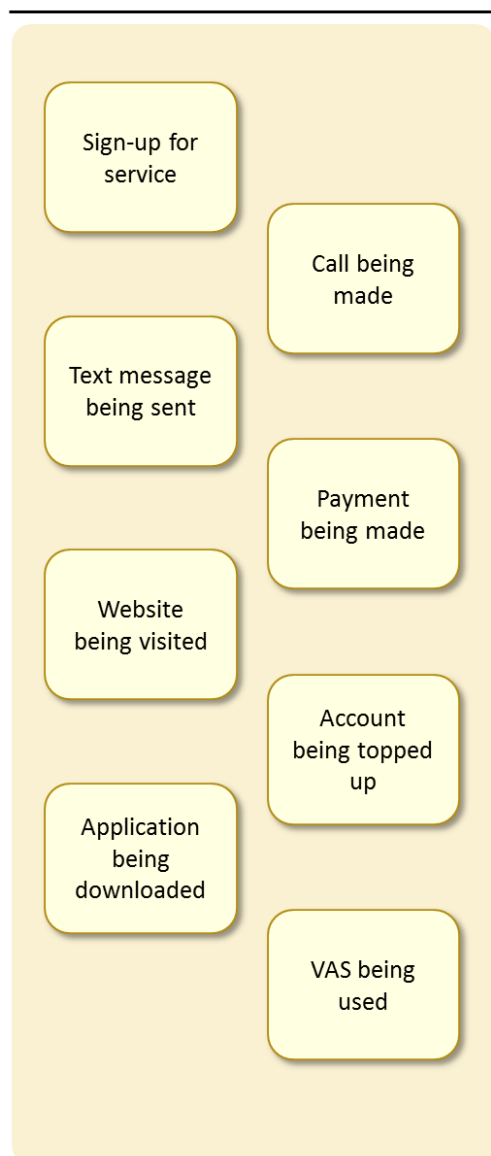 Sign-up for
service
Call being
made
Text message
being sent
Payment
being made
Website
being visited
Account
being topped
up
Application
being
downloaded
VAS being
used